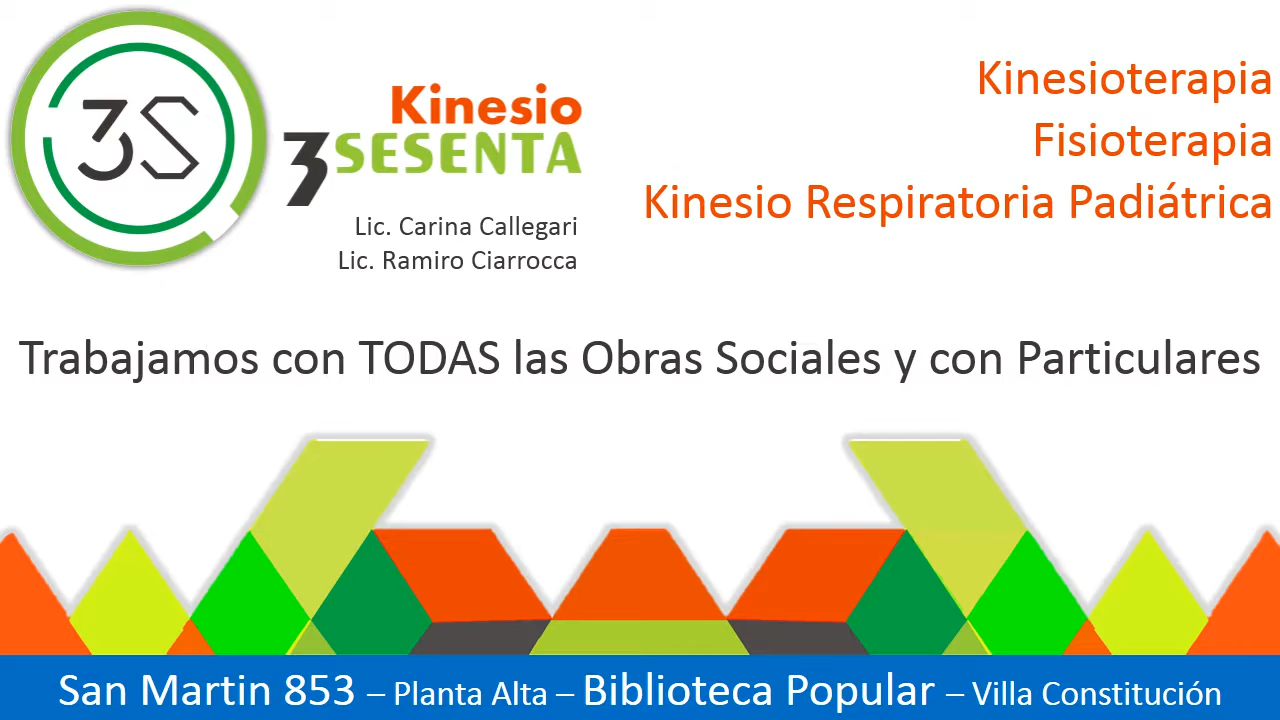 3S
Kinesio
3SESENTA
Lic. Carina Callegari
Lic. Ramiro Ciarrocca
Kinesioterapia
Fisioterapia
Kinesio Respiratoria Padiátrica
Trabajamos con TODAS las Obras Sociales y con Particulares
San Martin 853 – Planta Alta – Biblioteca Popular – Villa Constitución